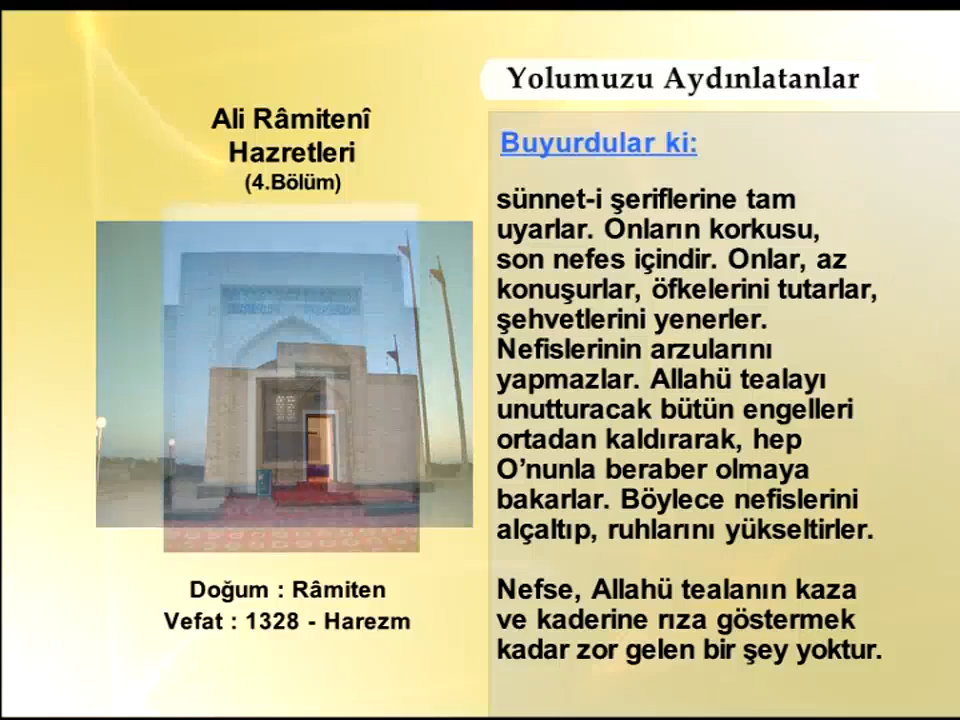 Yolumuzu Aydınlatanlar
Ali Râmitenî
Hazretleri
(4.Bölüm)
Doğum : Râmiten
Vefat : 1328 - Harezm
Buyurdular ki:
sünnet-i şeriflerine tam
uyarlar. Onların korkusu,
son nefes içindir. Onlar, az
konuşurlar, öfkelerini tutarlar,
şehvetlerini yenerler.
Nefislerinin arzularını
yapmazlar. Allahü tealayı
unutturacak bütün engelleri
ortadan kaldırarak, hep
O’nunla beraber olmaya
bakarlar. Böylece nefislerini
alçaltıp, ruhlarını yükseltirler.
Nefse, Allahü tealanın kaza
ve kaderine rıza göstermek
kadar zor gelen bir şey yoktur.